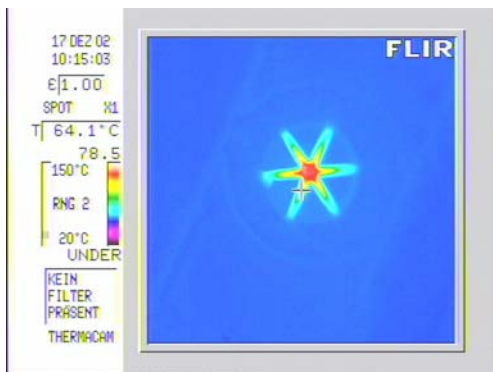 17 DEZ 02
10:15:03
ε 1.00
SPOT X1
T 64.1°C
78.5
150°C
RNG 2
20°C
UNDER
KEIN
FILTER
PRÄSENT
THERMACAM
FLIR